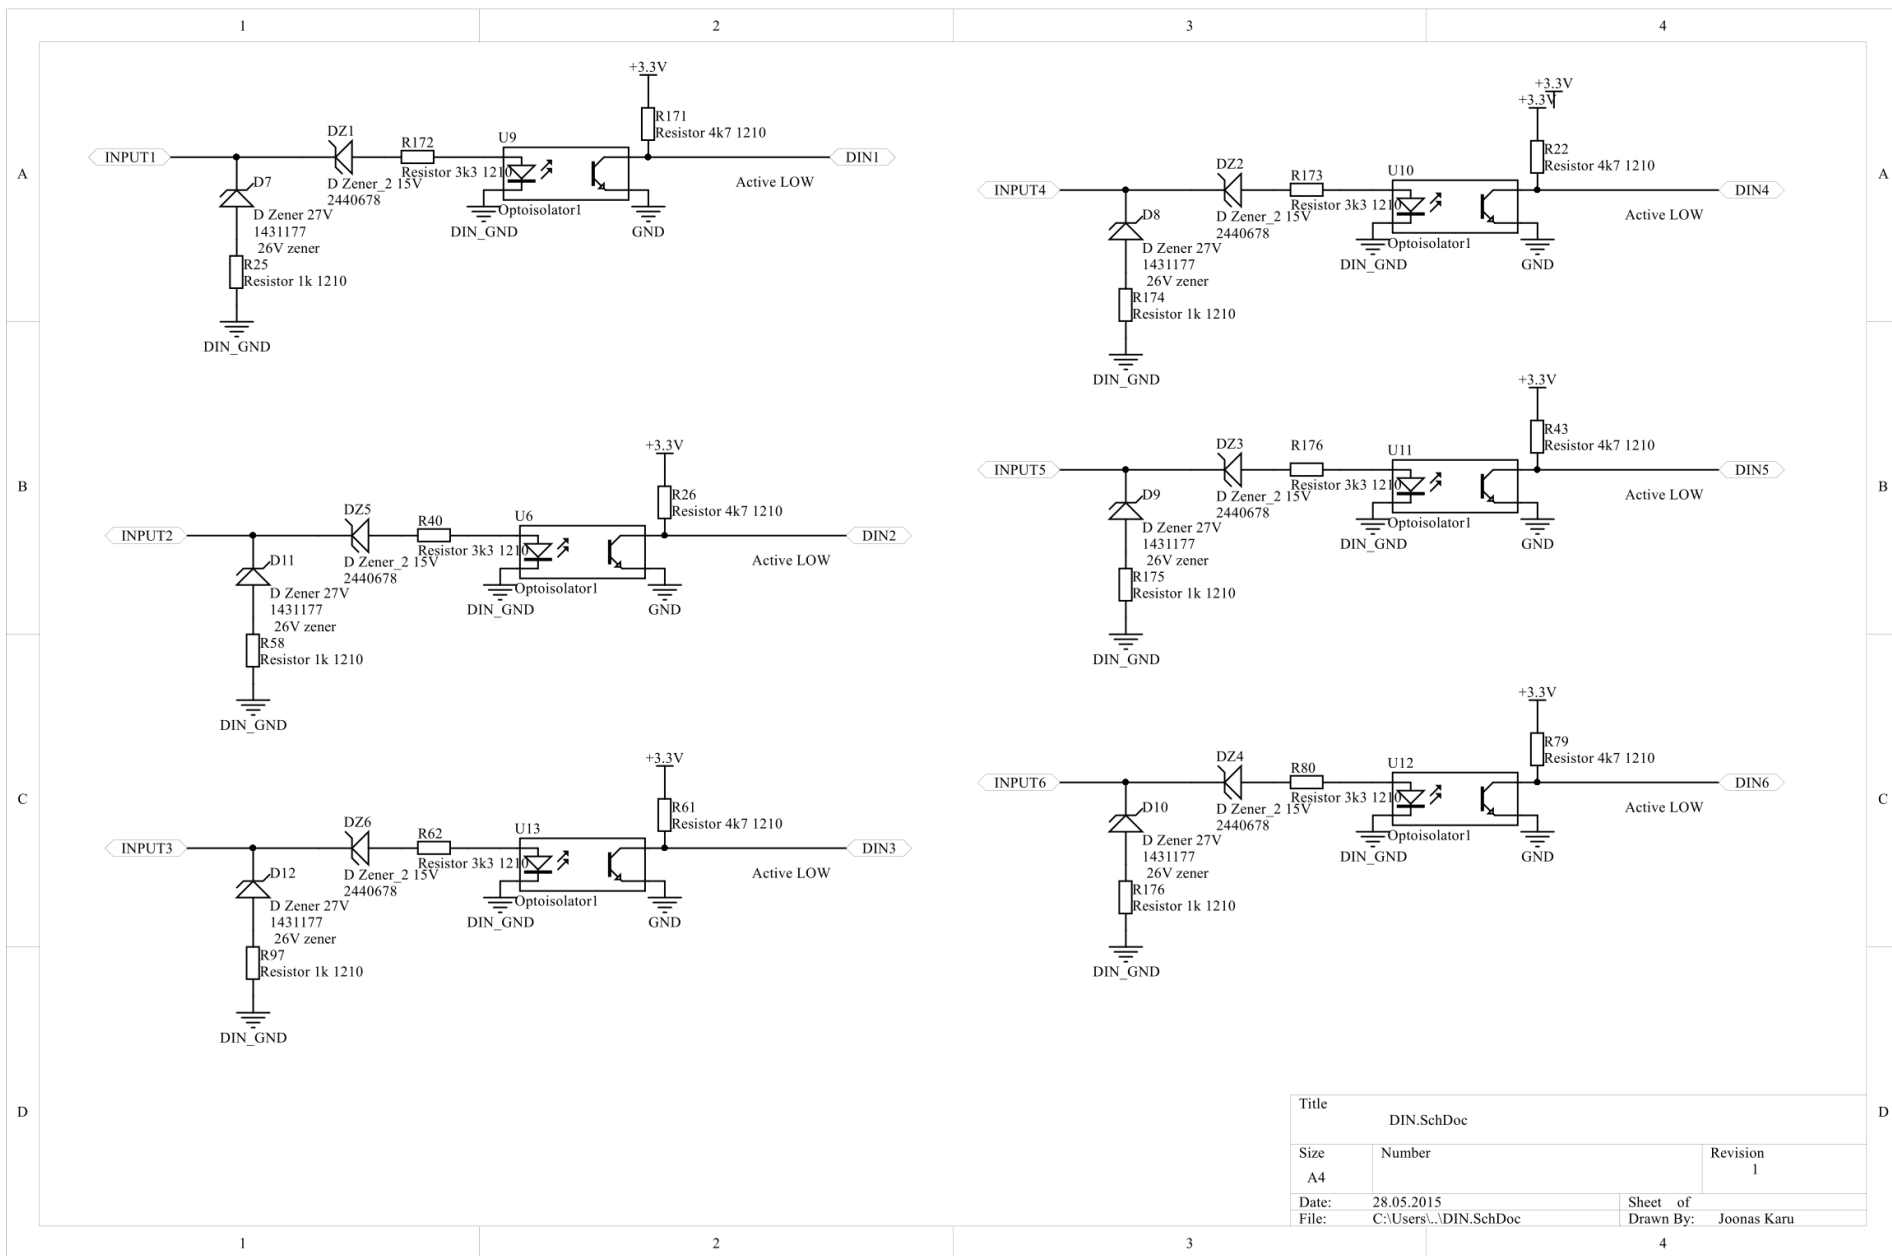 1 2 3 4
A A
B B
C C
D D
+3.3V
R171
Resistor 4k7 1210
DZ1
R172
U9
INPUT1
DIN1
D Zener_2 15V
2440678
Resistor 3k3 1210
Optoisolator1
Active LOW
D7
D Zener 27V
1431177
26V zener
DIN_GND
GND
R25
Resistor 1k 1210
DIN_GND
+3.3V
R26
Resistor 4k7 1210
DZ5
R40
U6
INPUT2
DIN2
D Zener_2 15V
2440678
Resistor 3k3 1210
Optoisolator1
Active LOW
D11
D Zener 27V
1431177
26V zener
DIN_GND
GND
R58
Resistor 1k 1210
DIN_GND
+3.3V
R61
Resistor 4k7 1210
DZ6
R62
U13
INPUT3
DIN3
D Zener_2 15V
2440678
Resistor 3k3 1210
Optoisolator1
Active LOW
D12
D Zener 27V
1431177
26V zener
DIN_GND
GND
R97
Resistor 1k 1210
DIN_GND
+3.3V
+3.3V
R22
Resistor 4k7 1210
DZ2
R173
U10
INPUT4
DIN4
D Zener_2 15V
2440678
Resistor 3k3 1210
Optoisolator1
Active LOW
D8
D Zener 27V
1431177
26V zener
DIN_GND
GND
R174
Resistor 1k 1210
DIN_GND
+3.3V
R43
Resistor 4k7 1210
DZ3
R176
U11
INPUT5
DIN5
D Zener_2 15V
2440678
Resistor 3k3 1210
Optoisolator1
Active LOW
D9
D Zener 27V
1431177
26V zener
DIN_GND
GND
R175
Resistor 1k 1210
DIN_GND
+3.3V
R79
Resistor 4k7 1210
DZ4
R80
U12
INPUT6
DIN6
D Zener_2 15V
2440678
Resistor 3k3 1210
Optoisolator1
Active LOW
D10
D Zener 27V
1431177
26V zener
DIN_GND
GND
R176
Resistor 1k 1210
DIN_GND
Title
DIN.SchDoc
Size Number Revision
A4 1
Date: 28.05.2015 Sheet of
File: C:\Users\..\DIN.SchDoc Drawn By: Joonas Karu
1 2 3 4